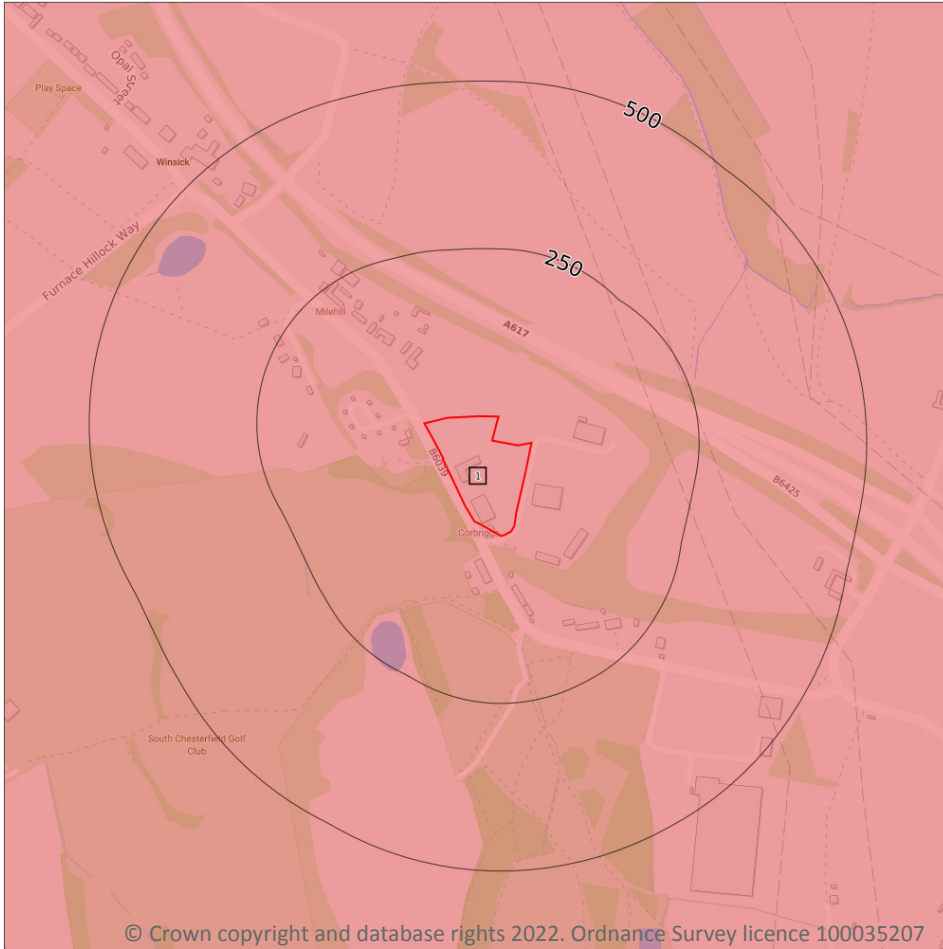 Opal Street
Play Space
500
Winsick
Furnace Hillock Way
250
Milehill
A617
B6039
1
B6425
Corbriggs
South Chesterfield Golf
Club
© Crown copyright and database rights 2022. Ordnance Survey licence 100035207